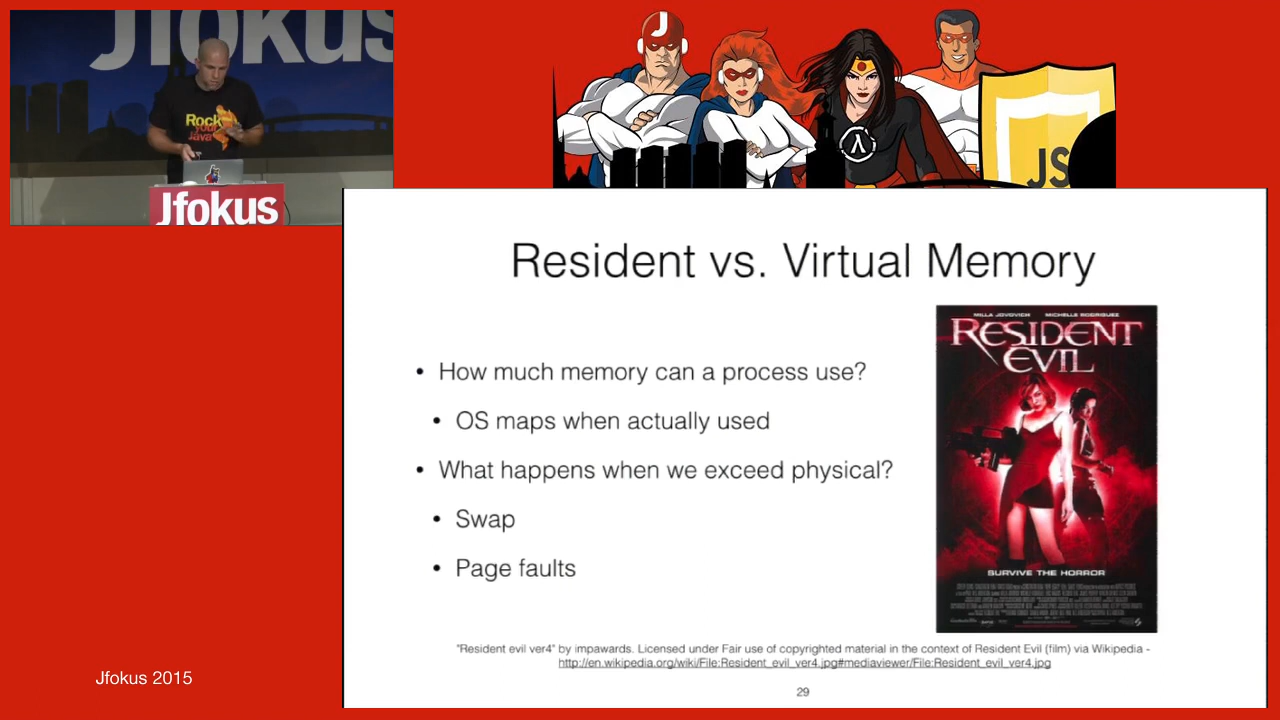 Jfokus
Rock
your
Java
Jfokus
J
λ
JS
Resident vs. Virtual Memory
• How much memory can a process use?
• OS maps when actually used
• What happens when we exceed physical?
• Swap
• Page faults
MILLA JOVOVICH MICHELLE RODRIGUEZ
RESIDENT
EVIL
SURVIVE THE HORROR
"Resident evil ver4" by impawards. Licensed under Fair use of copyrighted material in the context of Resident Evil (film) via Wikipedia -
http://en.wikipedia.org/wiki/File:Resident_evil_ver4.jpg#mediaviewer/File:Resident_evil_ver4.jpg
29
Jfokus 2015